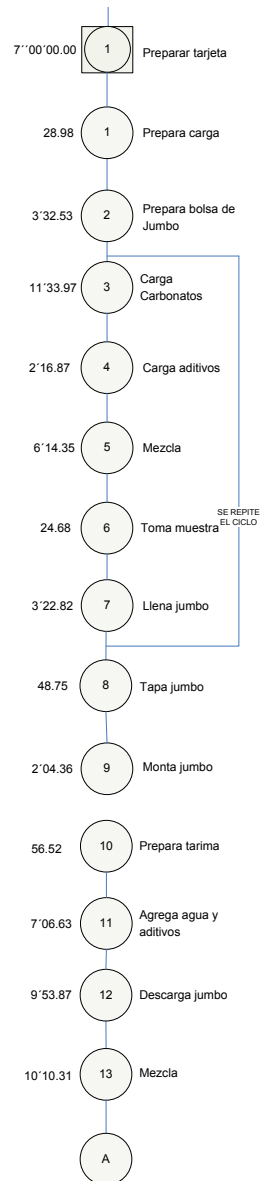 7´´00´00.00 1 Preparar tarjeta
28.98 1 Prepara carga
3´32.53 2 Prepara bolsa de
Jumbo
11´33.97 3 Carga
Carbonatos
2´16.87 4 Carga aditivos
6´14.35 5 Mezcla
SE REPITE
EL CICLO
24.68 6 Toma muestra
3´22.82 7 Llena jumbo
48.75 8 Tapa jumbo
2´04.36 9 Monta jumbo
56.52 10 Prepara tarima
7´06.63 11 Agrega agua y
aditivos
9´53.87 12 Descarga jumbo
10´10.31 13 Mezcla
A